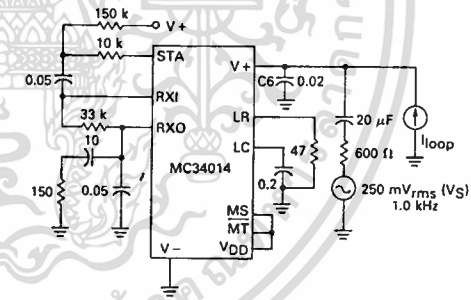 150 k
V+
10 k
STA
0.05
RXI
33 k
RXO
10
150
0.05
MC34014
V−
V+
C6 0.02
LR
LC
47
0.2
MS
MT
VDD
20 µF
600 Ω
Iloop
250 mVrms (VS)
1.0 kHz